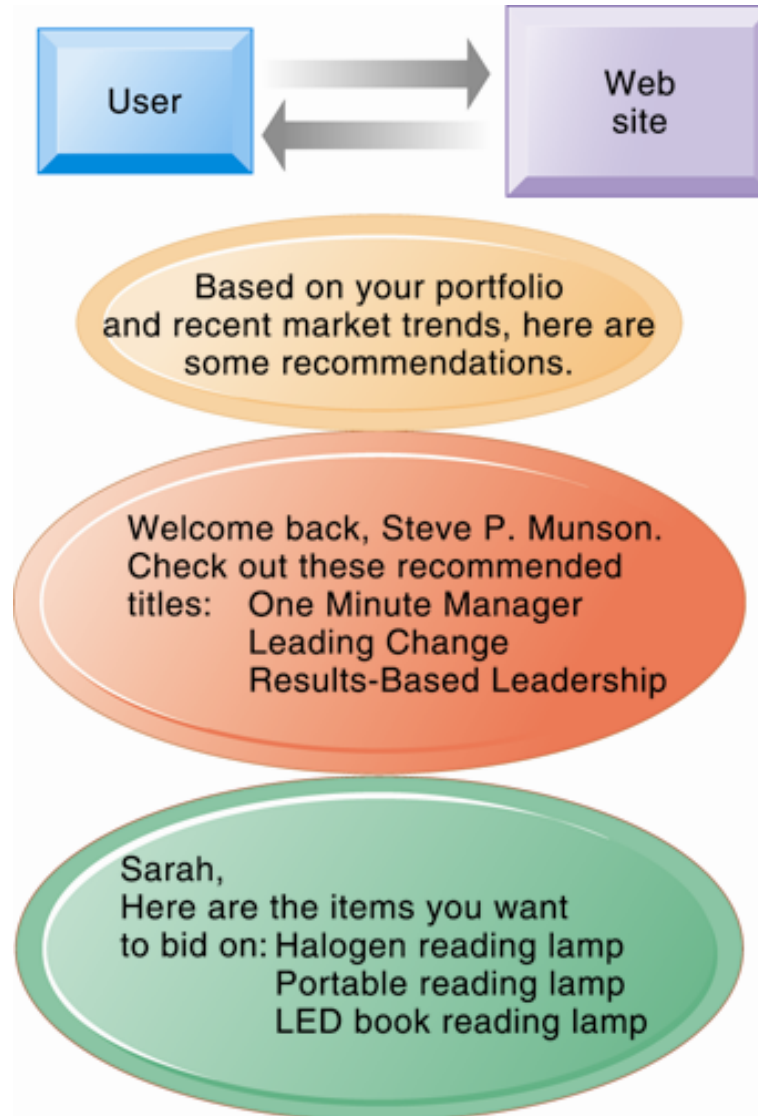 User
Web
site
Based on your portfolio
and recent market trends, here are
some recommendations.
Welcome back, Steve P. Munson.
Check out these recommended
titles: One Minute Manager
Leading Change
Results-Based Leadership
Sarah,
Here are the items you want
to bid on: Halogen reading lamp
Portable reading lamp
LED book reading lamp